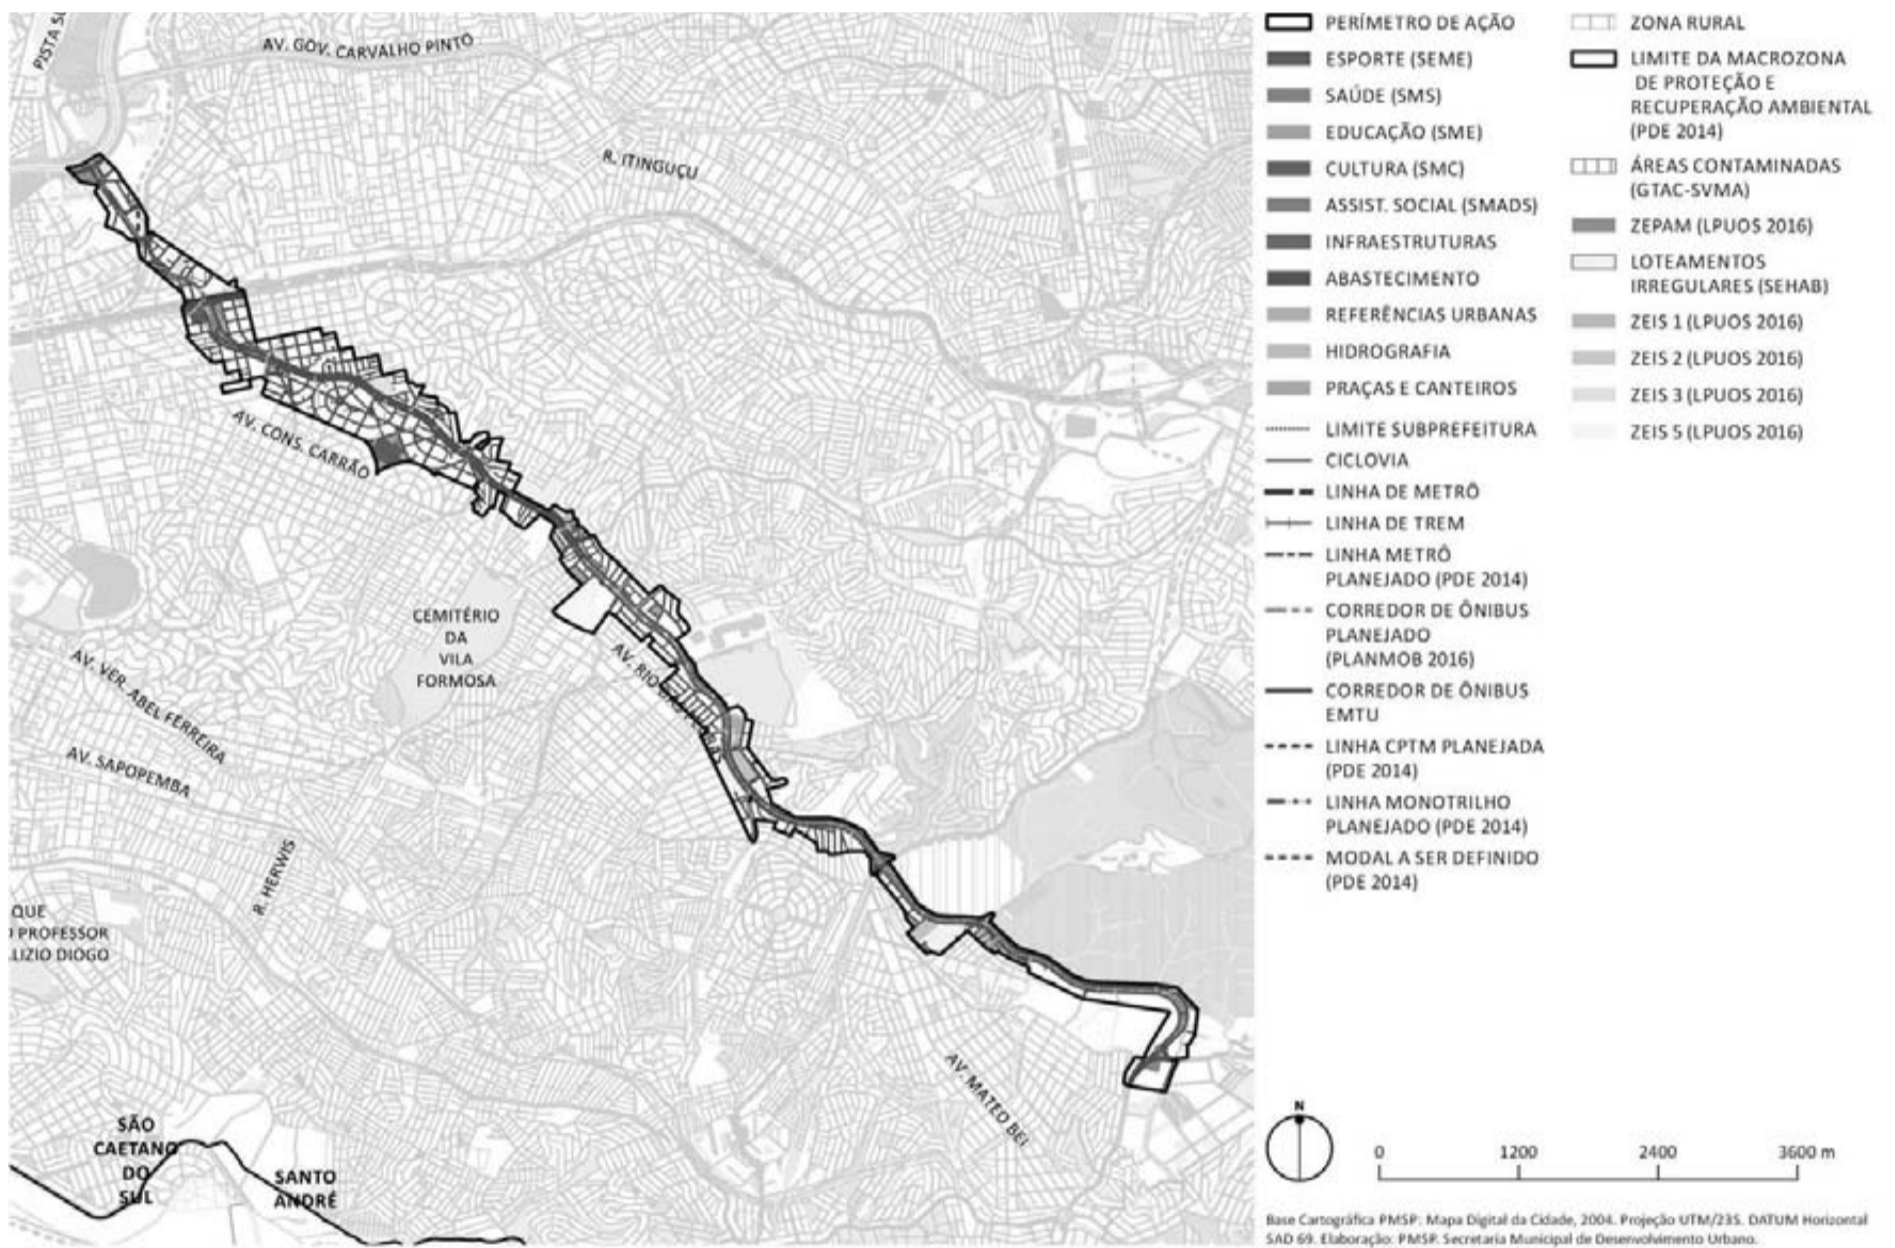 PISTA
AV. GOV. CARVALHO PINTO
R. ITINGUÇU
AV. CONS. CARRÃO
CEMITÉRIO
DA
VILA
FORMOSA
AV. RIO
AV. VER. ABEL FERREIRA
AV. SAPOPEMBA
R. HERWIS
QUE
PROFESSOR
LIZIO DIOGO
AV. MATEO BEI
SÃO
CAETANO
DO
SUL
SANTO
ANDRÉ
PERÍMETRO DE AÇÃO
ESPORTE (SEME)
SAÚDE (SMS)
EDUCAÇÃO (SME)
CULTURA (SMC)
ASSIST. SOCIAL (SMADS)
INFRAESTRUTURAS
ABASTECIMENTO
REFERÊNCIAS URBANAS
HIDROGRAFIA
PRAÇAS E CANTEIROS
LIMITE SUBPREFEITURA
CICLOVIA
LINHA DE METRÔ
LINHA DE TREM
LINHA METRÔ
PLANEJADO (PDE 2014)
CORREDOR DE ÔNIBUS
PLANEJADO
(PLANMOB 2016)
CORREDOR DE ÔNIBUS
EMTU
LINHA CPTM PLANEJADA
(PDE 2014)
LINHA MONOTRILHO
PLANEJADO (PDE 2014)
MODAL A SER DEFINIDO
(PDE 2014)
ZONA RURAL
LIMITE DA MACROZONA
DE PROTEÇÃO E
RECUPERAÇÃO AMBIENTAL
(PDE 2014)
ÁREAS CONTAMINADAS
(GTAC-SVMA)
ZEPAM (LPUOS 2016)
LOTEAMENTOS
IRREGULARES (SEHAB)
ZEIS 1 (LPUOS 2016)
ZEIS 2 (LPUOS 2016)
ZEIS 3 (LPUOS 2016)
ZEIS 5 (LPUOS 2016)
N
0 1200 2400 3600 m
Base Cartográfica PMSP: Mapa Digital da Cidade, 2004. Projeção UTM/23S. DATUM Horizontal
SAD 69. Elaboração: PMSP. Secretaria Municipal de Desenvolvimento Urbano.